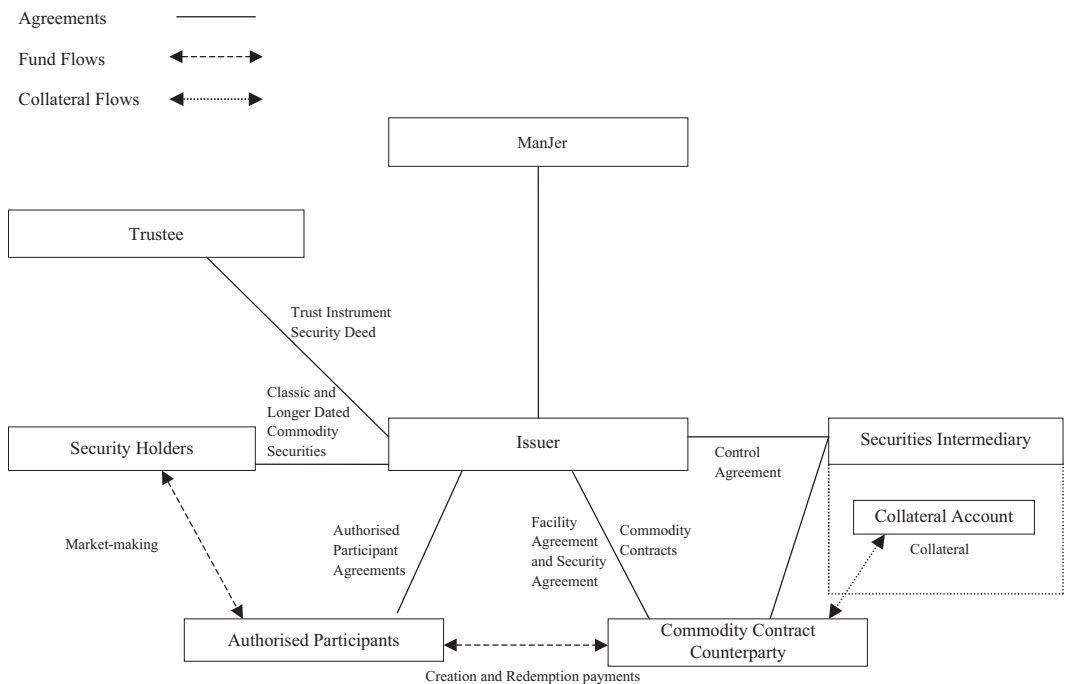 Agreements
Fund Flows
Collateral Flows
ManJer
Trustee
Trust Instrument
Security Deed
Classic and
Longer Dated
Commodity
Securities
Security Holders
Issuer
Securities Intermediary
Control
Agreement
Collateral Account
Collateral
Market-making
Authorised
Participant
Agreements
Facility
Agreement
and Security
Agreement
Commodity
Contracts
Authorised Participants
Commodity Contract
Counterparty
Creation and Redemption payments